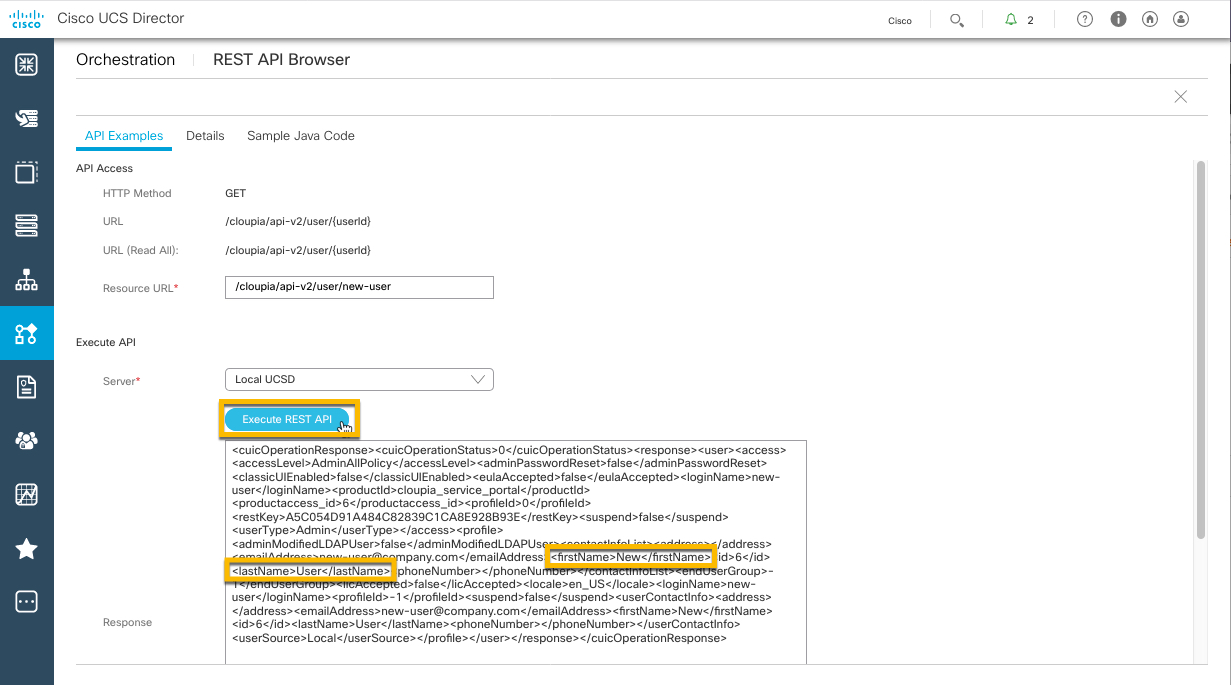 CISCO
Cisco UCS Director
Cisco
2
Orchestration
REST API Browser
API Examples
Details
Sample Java Code
API Access
HTTP Method
GET
URL
/cloupia/api-v2/user/{userId}
URL (Read All):
/cloupia/api-v2/user/{userId}
Resource URL*
/cloupia/api-v2/user/new-user
Execute API
Server*
Local UCSD
Execute REST API
<cuicOperationResponse><cuicOperationStatus>0</cuicOperationStatus><response><user><access>
<accessLevel>AdminAllPolicy</accessLevel><adminPasswordReset>false</adminPasswordReset>
<classicUIEnabled>false</classicUIEnabled><eulaAccepted>false</eulaAccepted><loginName>new-
user</loginName><productId>cloupia_service_portal</productId>
<productaccess_id>6</productaccess_id><profileId>0</profileId>
<restKey>A5C054D91A484C82839C1CA8E928B93E</restKey><suspend>false</suspend>
<userType>Admin</userType></access><profile>
<adminModifiedLDAPUser>false</adminModifiedLDAPUser><contactInfoList><address></address>
<emailAddress>new-user@company.com</emailAddress><firstName>New</firstName><id>6</id>
<lastName>User</lastName><phoneNumber></phoneNumber></contactInfoList><endUserGroup>-
1</endUserGroup><licAccepted>false</licAccepted><locale>en_US</locale><loginName>new-
user</loginName><profileId>-1</profileId><suspend>false</suspend><userContactInfo><address>
</address><emailAddress>new-user@company.com</emailAddress><firstName>New</firstName>
<id>6</id><lastName>User</lastName><phoneNumber></phoneNumber></userContactInfo>
<userSource>Local</userSource></profile></user></response></cuicOperationResponse>
Response